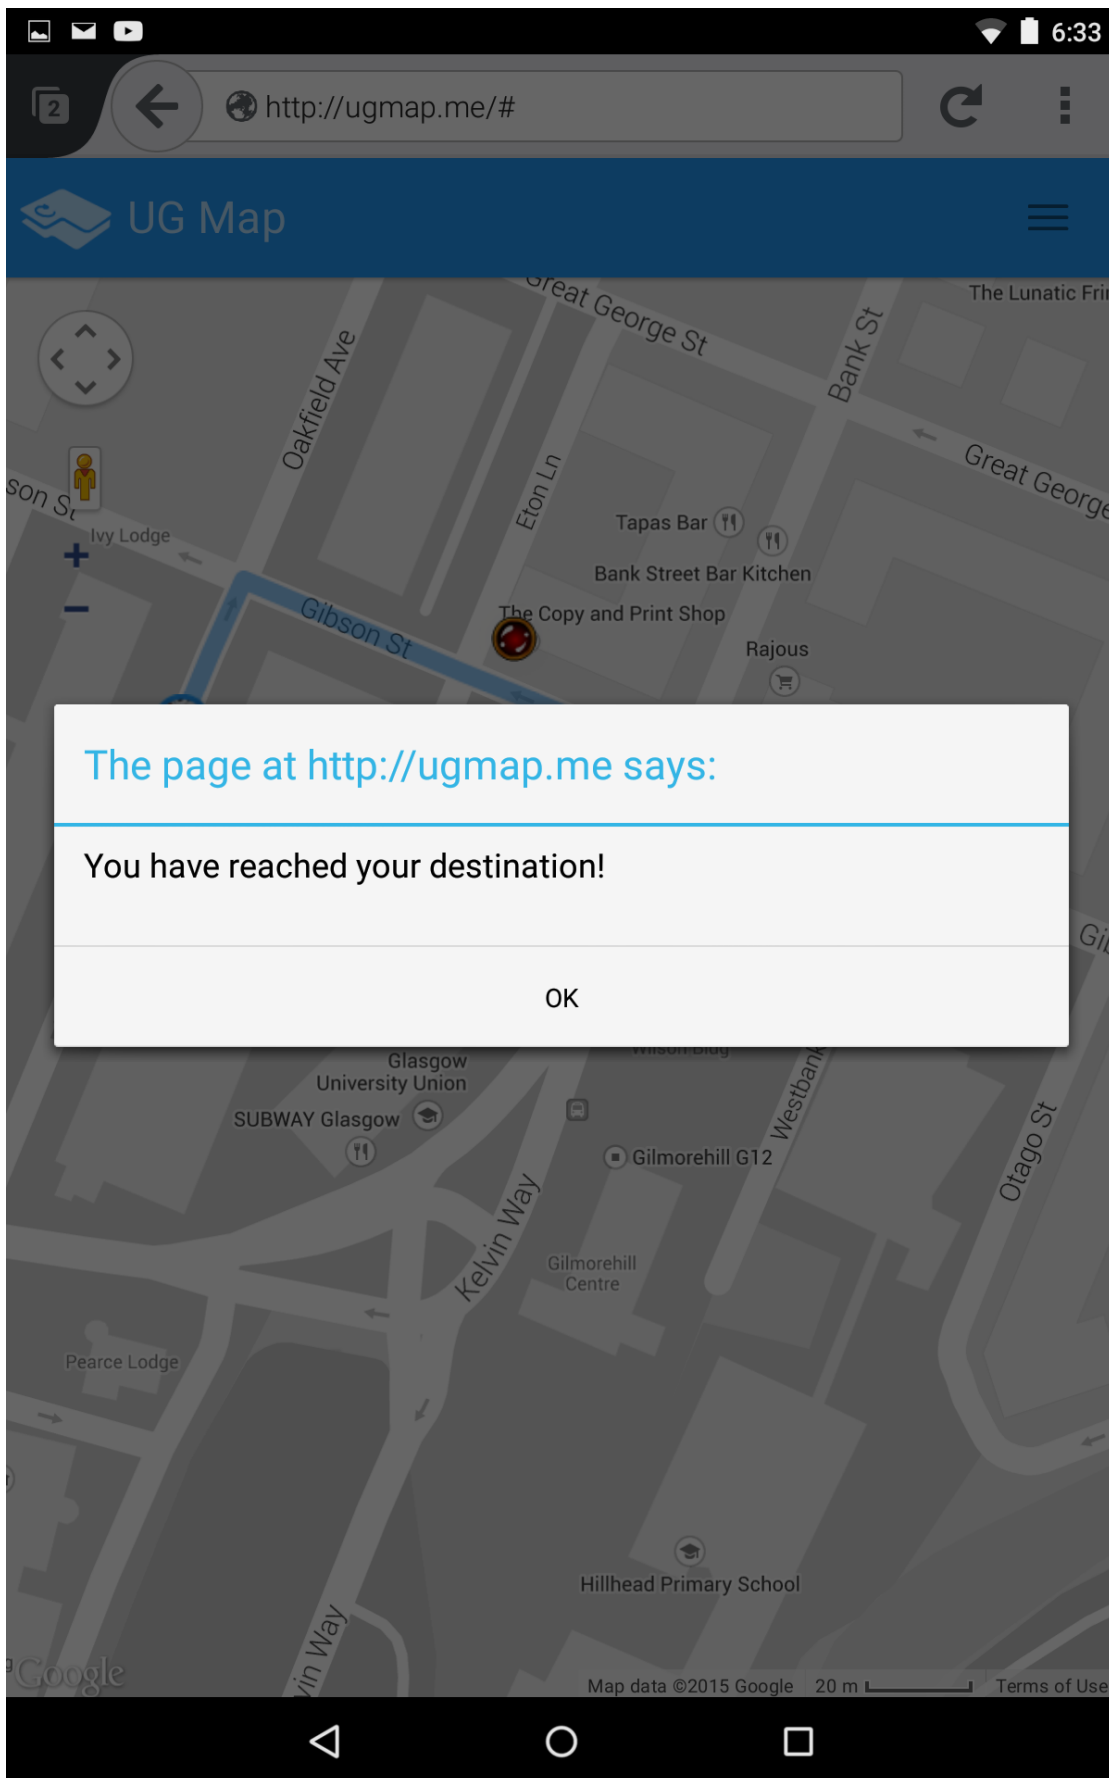 6:33
2
http://ugmap.me/#
UG Map
Great George St
The Lunatic Fri
Bank St
Oakfield Ave
Great George
Eton Ln
son St
Tapas Bar
Ivy Lodge
Bank Street Bar Kitchen
Gibson St
The Copy and Print Shop
Rajous
The page at http://ugmap.me says:
You have reached your destination!
Gi
OK
Wilson Bldg
Glasgow
University Union
Westbank
SUBWAY Glasgow
Otago St
Gilmorehill G12
Kelvin Way
Gilmorehill
Centre
Pearce Lodge
Hillhead Primary School
vin Way
Google
Map data ©2015 Google
20 m
Terms of Use